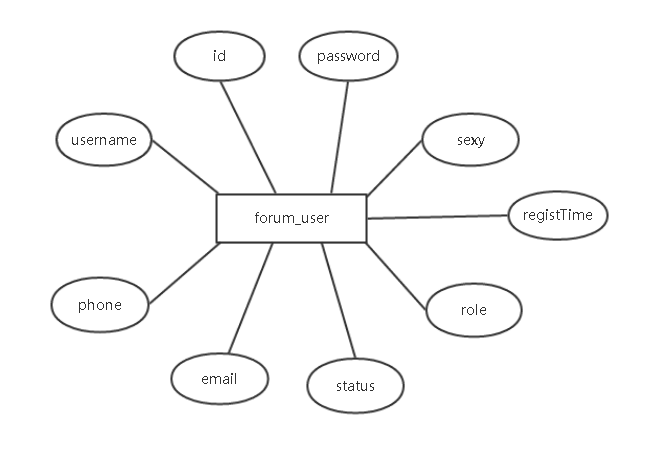 id
password
username
sexy
forum_user
registTime
phone
role
email
status